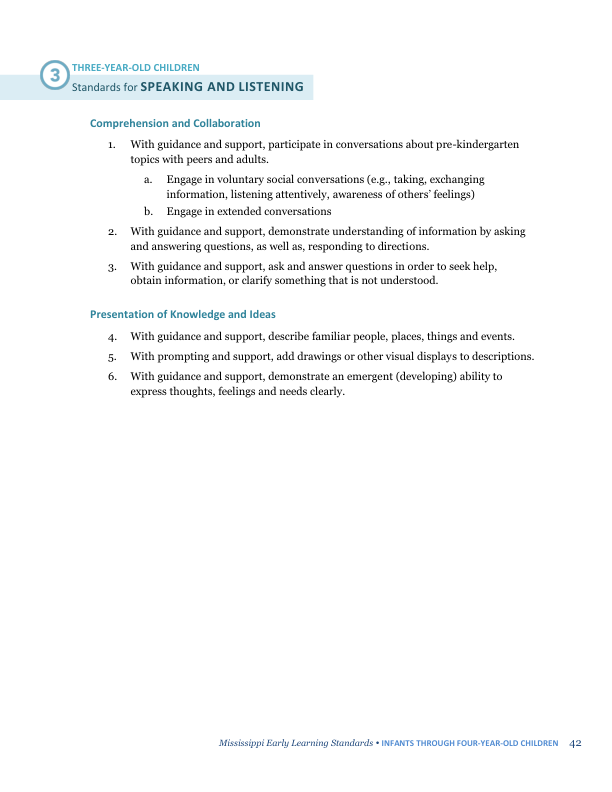 3
THREE-YEAR-OLD CHILDREN
Standards for SPEAKING AND LISTENING
Comprehension and Collaboration
1. With guidance and support, participate in conversations about pre-kindergarten
topics with peers and adults.
a. Engage in voluntary social conversations (e.g., taking, exchanging
information, listening attentively, awareness of others’ feelings)
b. Engage in extended conversations
2. With guidance and support, demonstrate understanding of information by asking
and answering questions, as well as, responding to directions.
3. With guidance and support, ask and answer questions in order to seek help,
obtain information, or clarify something that is not understood.
Presentation of Knowledge and Ideas
4. With guidance and support, describe familiar people, places, things and events.
5. With prompting and support, add drawings or other visual displays to descriptions.
6. With guidance and support, demonstrate an emergent (developing) ability to
express thoughts, feelings and needs clearly.
Mississippi Early Learning Standards • INFANTS THROUGH FOUR-YEAR-OLD CHILDREN 42